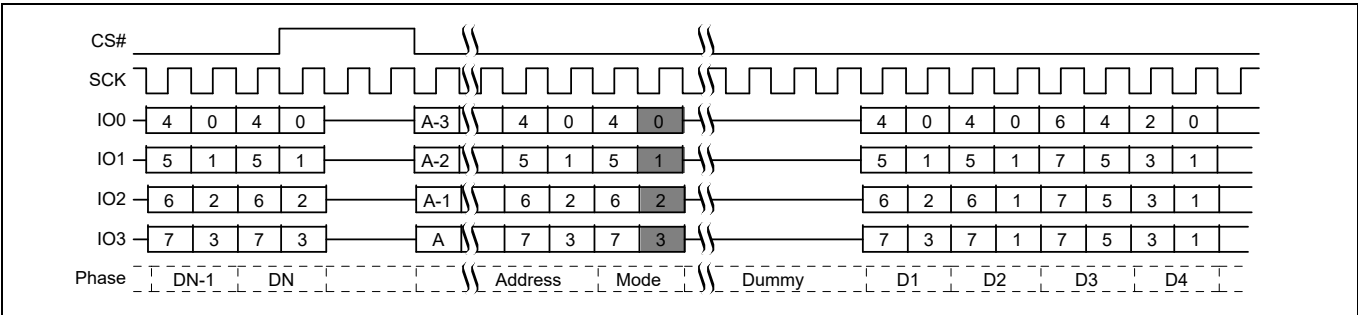 CS#
SCK
IO0 4 0 4 0 A-3 4 0 4 0 4 0 4 0 6 4 2 0
IO1 5 1 5 1 A-2 5 1 5 1 5 1 5 1 7 5 3 1
IO2 6 2 6 2 A-1 6 2 6 2 6 2 6 1 7 5 3 1
IO3 7 3 7 3 A 7 3 7 3 7 3 7 1 7 5 3 1
Phase DN-1 DN Address Mode Dummy D1 D2 D3 D4